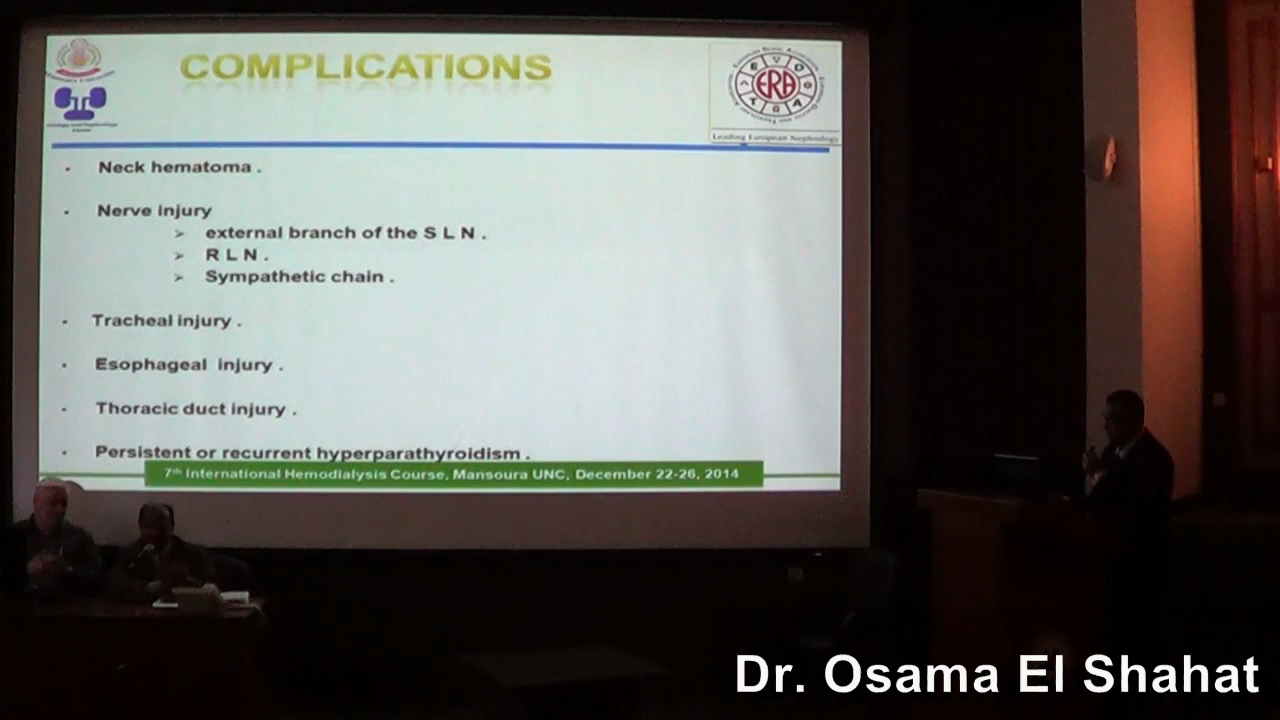 COMPLICATIONS
ERA
Leading European Nephrology
Neck hematoma .
Nerve injury
external branch of the S L N .
R L N .
Sympathetic chain .
Tracheal injury .
Esophageal injury .
Thoracic duct injury .
Persistent or recurrent hyperparathyroidism .
7th International Hemodialysis Course, Mansoura UNC, December 22-26, 2014
Dr. Osama El Shahat